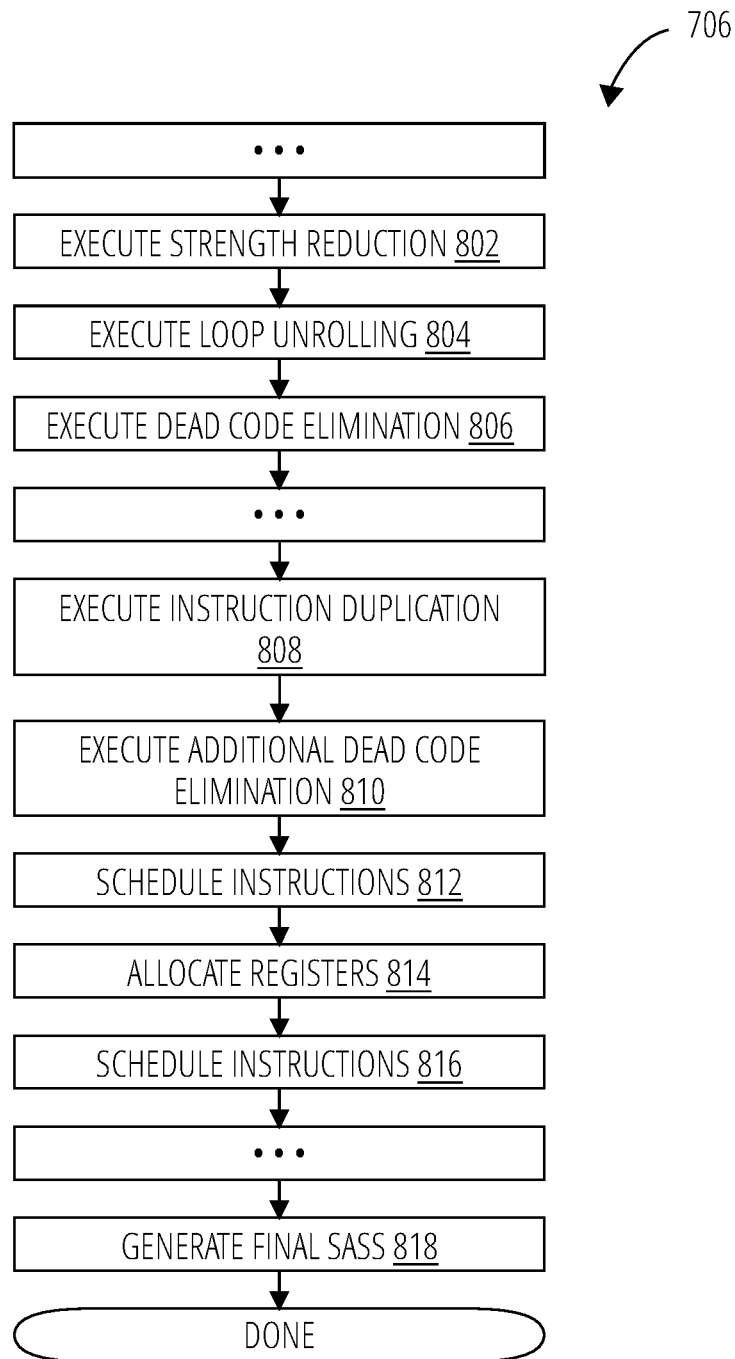 706
...
EXECUTE STRENGTH REDUCTION 802
EXECUTE LOOP UNROLLING 804
EXECUTE DEAD CODE ELIMINATION 806
...
EXECUTE INSTRUCTION DUPLICATION
808
EXECUTE ADDITIONAL DEAD CODE
ELIMINATION 810
SCHEDULE INSTRUCTIONS 812
ALLOCATE REGISTERS 814
SCHEDULE INSTRUCTIONS 816
...
GENERATE FINAL SASS 818
DONE